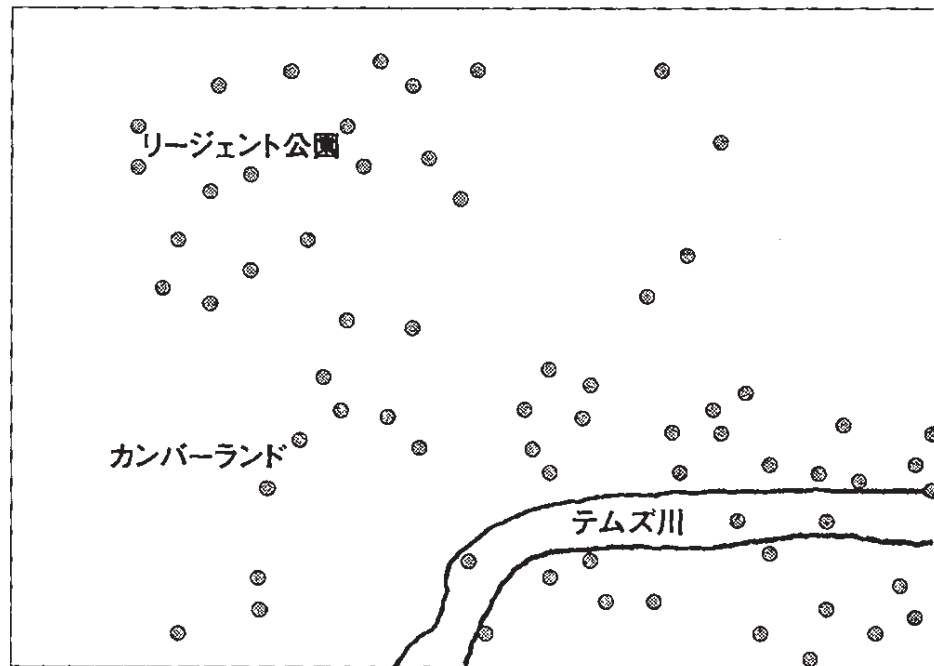 リージェント公園
カンバーランド
テムズ川